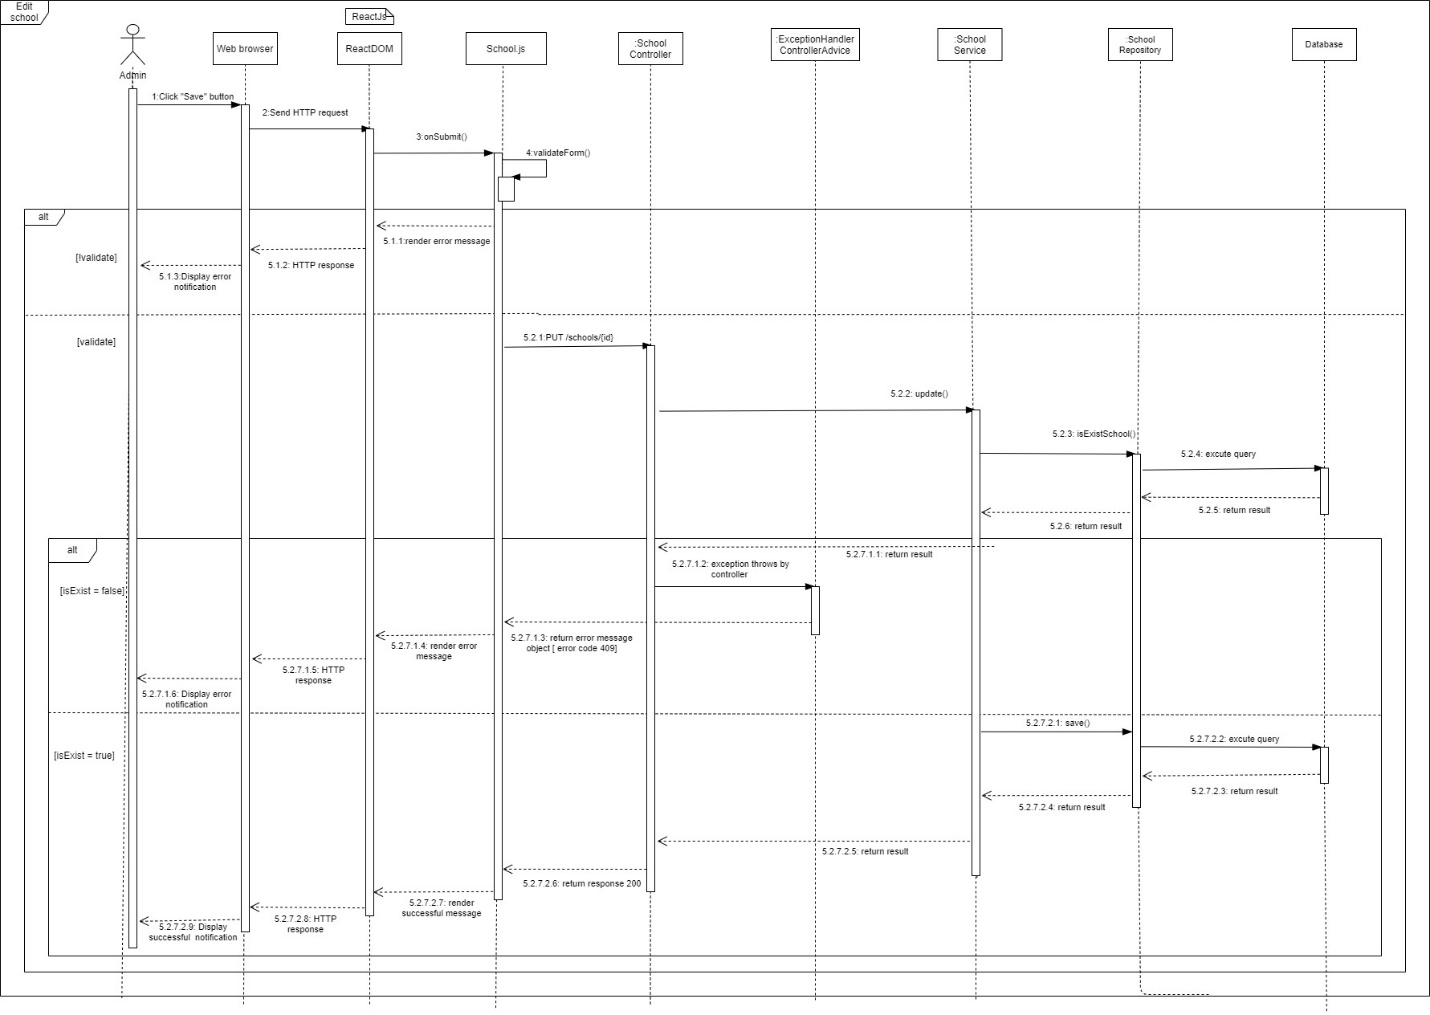 Edit
school
ReactJs
Admin
Web browser
ReactDOM
School.js
:School
Controller
:ExceptionHandler
ControllerAdvice
:School
Service
:School
Repository
Database
1:Click "Save" button
2:Send HTTP request
3:onSubmit()
4:validateForm()
alt
[!validate]
5.1.1:render error message
5.1.2: HTTP response
5.1.3:Display error
notification
[validate]
5.2.1:PUT /schools/{id}
5.2.2: update()
5.2.3: isExistSchool()
5.2.4: excute query
5.2.5: return result
5.2.6: return result
alt
[isExist = false]
5.2.7.1.1: return result
5.2.7.1.2: exception throws by
controller
5.2.7.1.3: return error message
object [ error code 409]
5.2.7.1.4: render error
message
5.2.7.1.5: HTTP
response
5.2.7.1.6: Display error
notification
[isExist = true]
5.2.7.2.1: save()
5.2.7.2.2: excute query
5.2.7.2.3: return result
5.2.7.2.4: return result
5.2.7.2.5: return result
5.2.7.2.6: return response 200
5.2.7.2.7: render
successful message
5.2.7.2.8: HTTP
response
5.2.7.2.9: Display
successful notification